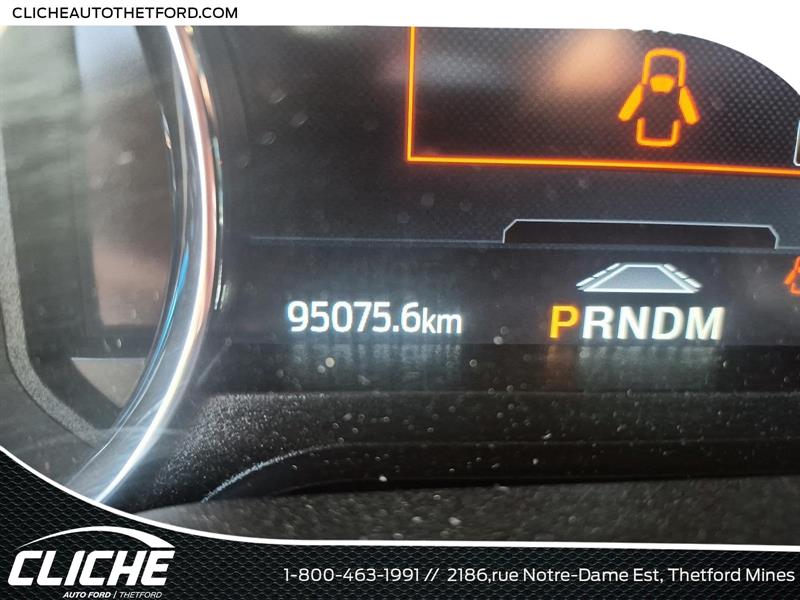 CLICHEAUTOTHETFORD.COM
95075.6km
PRNDM
CLICHE
AUTO FORD / THETFORD
1-800-463-1991 // 2186,rue Notre-Dame Est, Thetford Mines